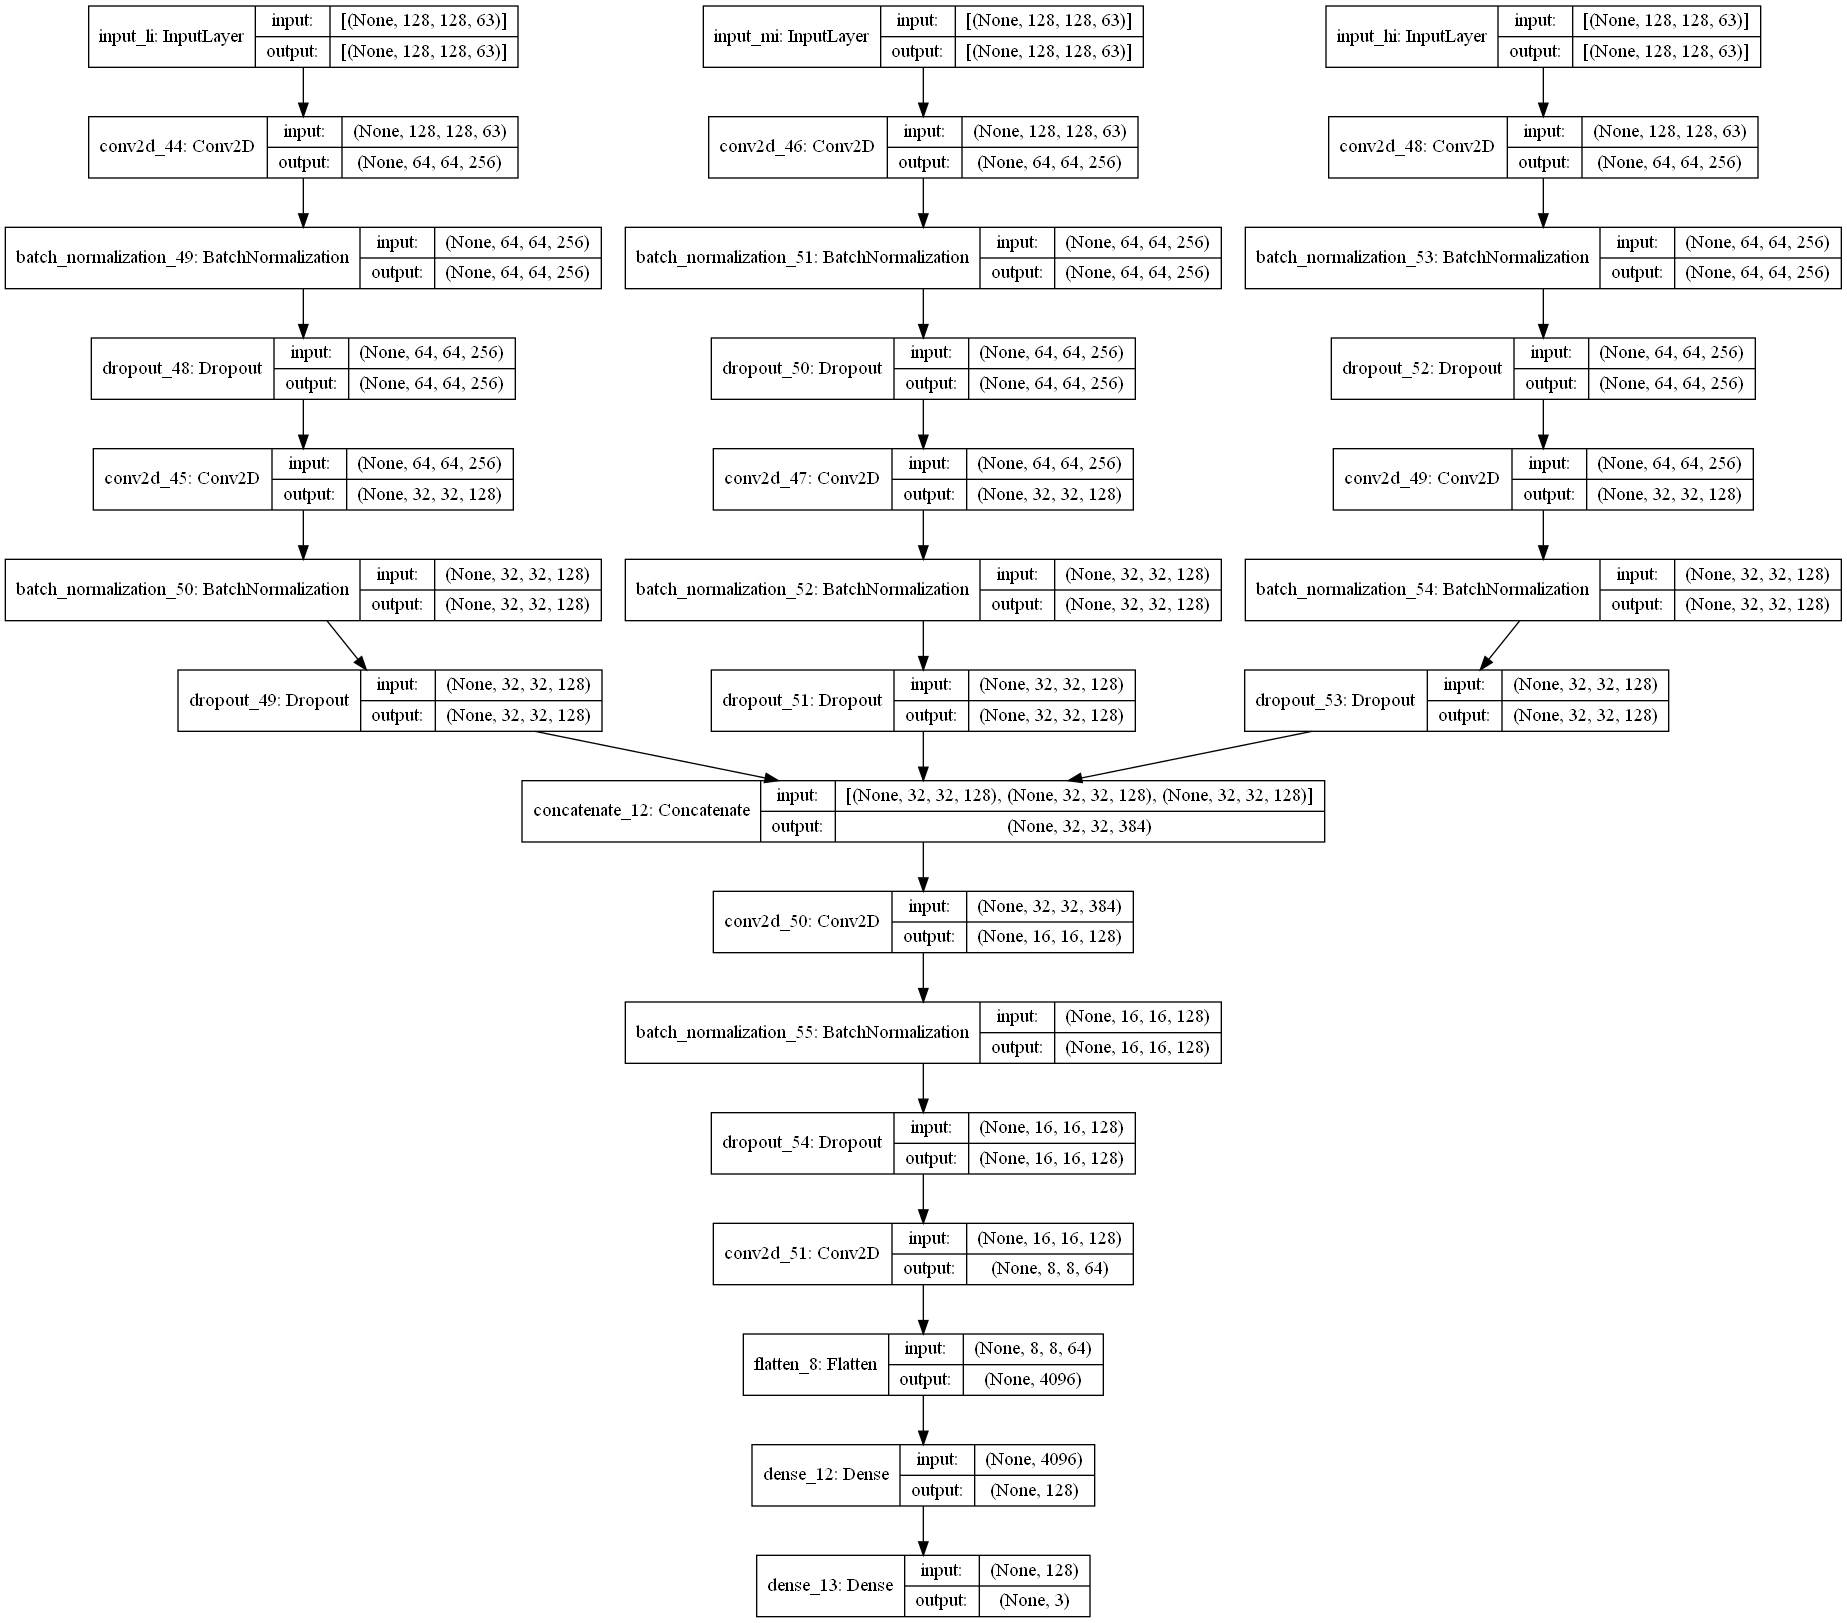 input_li: InputLayer
input: [(None, 128, 128, 63)]
output: [(None, 128, 128, 63)]
input_mi: InputLayer
input: [(None, 128, 128, 63)]
output: [(None, 128, 128, 63)]
input_hi: InputLayer
input: [(None, 128, 128, 63)]
output: [(None, 128, 128, 63)]
conv2d_44: Conv2D
input: (None, 128, 128, 63)
output: (None, 64, 64, 256)
conv2d_46: Conv2D
input: (None, 128, 128, 63)
output: (None, 64, 64, 256)
conv2d_48: Conv2D
input: (None, 128, 128, 63)
output: (None, 64, 64, 256)
batch_normalization_49: BatchNormalization
input: (None, 64, 64, 256)
output: (None, 64, 64, 256)
batch_normalization_51: BatchNormalization
input: (None, 64, 64, 256)
output: (None, 64, 64, 256)
batch_normalization_53: BatchNormalization
input: (None, 64, 64, 256)
output: (None, 64, 64, 256)
dropout_48: Dropout
input: (None, 64, 64, 256)
output: (None, 64, 64, 256)
dropout_50: Dropout
input: (None, 64, 64, 256)
output: (None, 64, 64, 256)
dropout_52: Dropout
input: (None, 64, 64, 256)
output: (None, 64, 64, 256)
conv2d_45: Conv2D
input: (None, 64, 64, 256)
output: (None, 32, 32, 128)
conv2d_47: Conv2D
input: (None, 64, 64, 256)
output: (None, 32, 32, 128)
conv2d_49: Conv2D
input: (None, 64, 64, 256)
output: (None, 32, 32, 128)
batch_normalization_50: BatchNormalization
input: (None, 32, 32, 128)
output: (None, 32, 32, 128)
batch_normalization_52: BatchNormalization
input: (None, 32, 32, 128)
output: (None, 32, 32, 128)
batch_normalization_54: BatchNormalization
input: (None, 32, 32, 128)
output: (None, 32, 32, 128)
dropout_49: Dropout
input: (None, 32, 32, 128)
output: (None, 32, 32, 128)
dropout_51: Dropout
input: (None, 32, 32, 128)
output: (None, 32, 32, 128)
dropout_53: Dropout
input: (None, 32, 32, 128)
output: (None, 32, 32, 128)
concatenate_12: Concatenate
input: [(None, 32, 32, 128), (None, 32, 32, 128), (None, 32, 32, 128)]
output: (None, 32, 32, 384)
conv2d_50: Conv2D
input: (None, 32, 32, 384)
output: (None, 16, 16, 128)
batch_normalization_55: BatchNormalization
input: (None, 16, 16, 128)
output: (None, 16, 16, 128)
dropout_54: Dropout
input: (None, 16, 16, 128)
output: (None, 16, 16, 128)
conv2d_51: Conv2D
input: (None, 16, 16, 128)
output: (None, 8, 8, 64)
flatten_8: Flatten
input: (None, 8, 8, 64)
output: (None, 4096)
dense_12: Dense
input: (None, 4096)
output: (None, 128)
dense_13: Dense
input: (None, 128)
output: (None, 3)